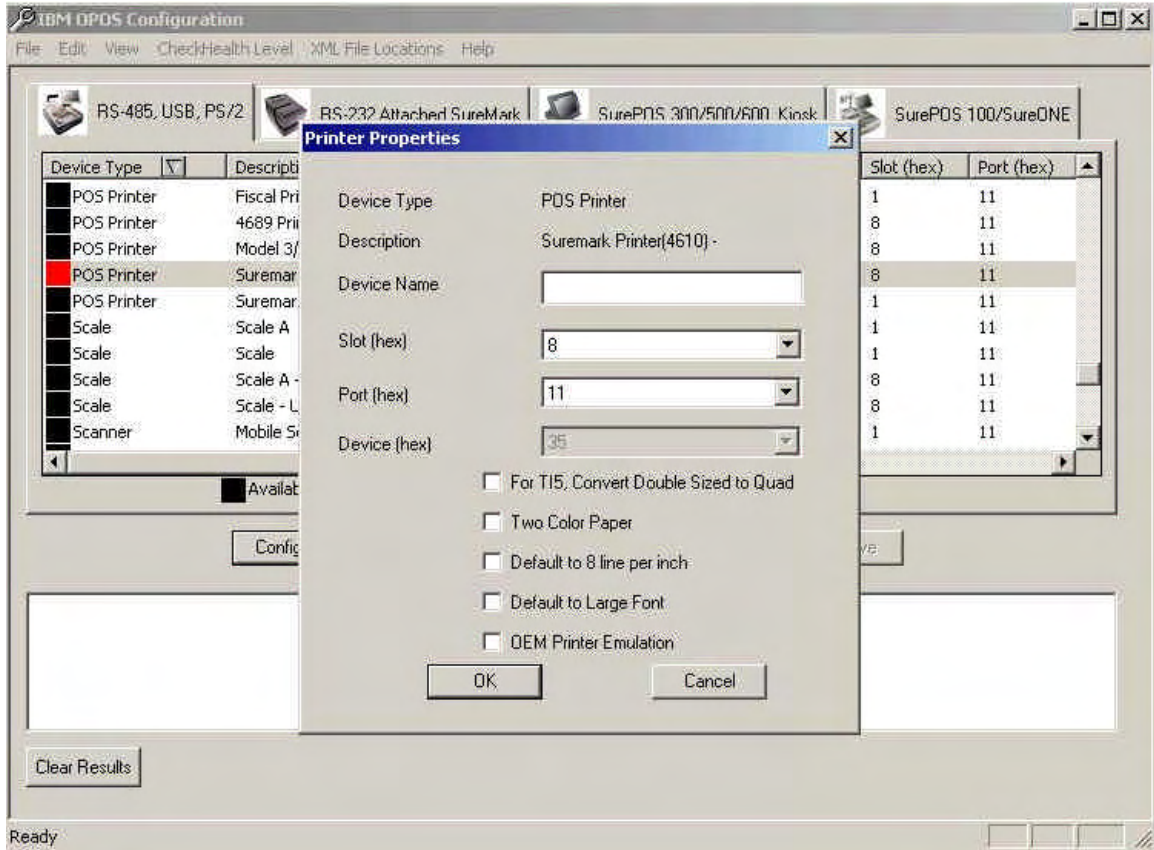 IBM OPOS Configuration
File Edit View CheckHealth Level XML File Locations Help
RS-485, USB, PS/2
RS-232 Attached SureMark
SurePOS 300/500/600, Kiosk
SurePOS 100/SureONE
Printer Properties
Device Type Descripti Slot (hex) Port (hex)
POS Printer Fiscal Pri 1 11
POS Printer 4689 Prin 8 11
POS Printer Model 3/ 8 11
POS Printer Suremar 8 11
POS Printer Suremar. 1 11
Scale Scale A 1 11
Scale Scale 1 11
Scale Scale A - 8 11
Scale Scale - U 8 11
Scanner Mobile Sc 1 11
Availab
Config
ve
Device Type POS Printer
Description Suremark Printer(4610) -
Device Name
Slot (hex) 8
Port (hex) 11
Device (hex) 35
For TI5, Convert Double Sized to Quad
Two Color Paper
Default to 8 line per inch
Default to Large Font
OEM Printer Emulation
OK Cancel
Clear Results
Ready